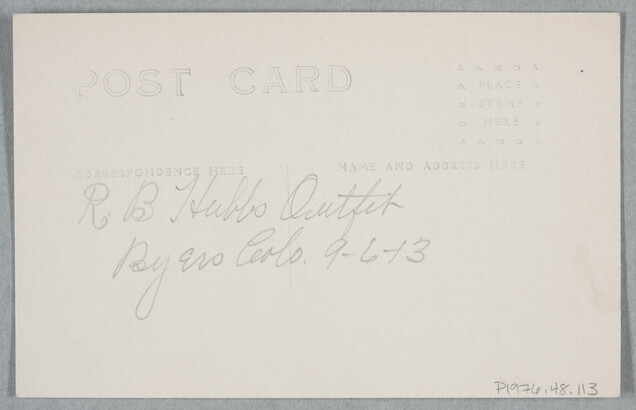 POST CARD
PLACE
STAMP
HERE
CORRESPONDENCE HERE
NAME AND ADDRESS HERE
R. B Hubbs Outfit
Byers Colo. 9-6-13
P1976.48.113